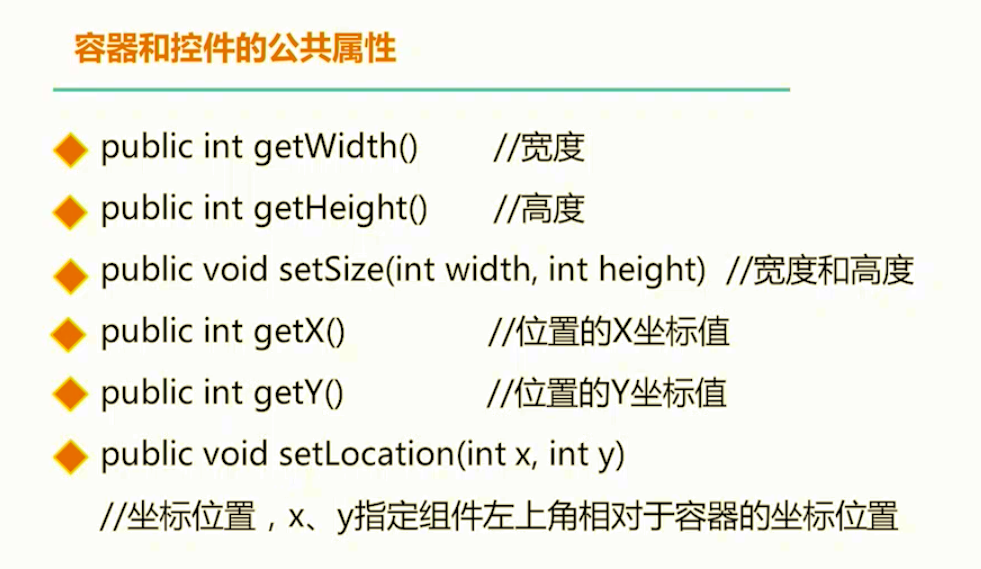 容器和控件的公共属性
public int getWidth() //宽度
public int getHeight() //高度
public void setSize(int width, int height) //宽度和高度
public int getX() //位置的X坐标值
public int getY() //位置的Y坐标值
public void setLocation(int x, int y)
//坐标位置，x、y指定组件左上角相对于容器的坐标位置